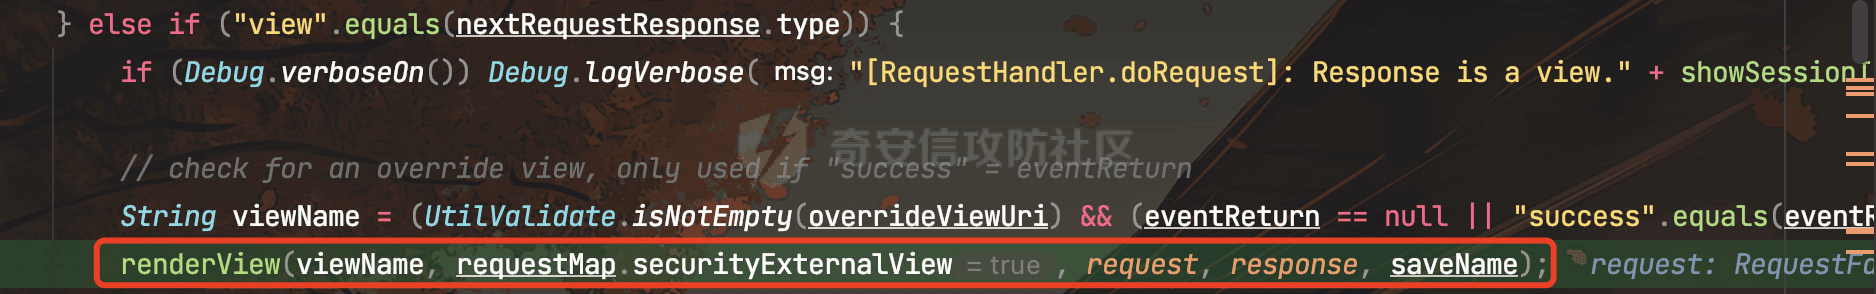 } else if ("view".equals(nextRequestResponse.type)) {
if (Debug.verboseOn()) Debug.logVerbose( msg: "[RequestHandler.doRequest]: Response is a view." + showSession
奇安信攻防社区
// check for an override view, only used if "success" = eventReturn
String viewName = (UtilValidate.isNotEmpty(overrideViewUri) && (eventReturn == null || "success".equals(
renderView(viewName, requestMap.securityExternalView = true , request, response, saveName); request: